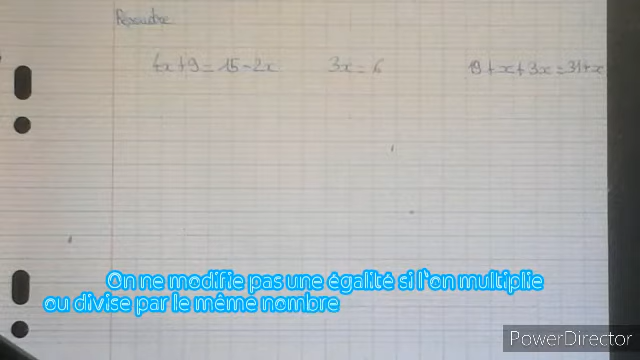 Résoudre
4x+9=15-2x 3x=6 19+x+3x=31+x
On ne modifie pas une égalité si l'on multiplie
ou divise par le même nombre
PowerDirector